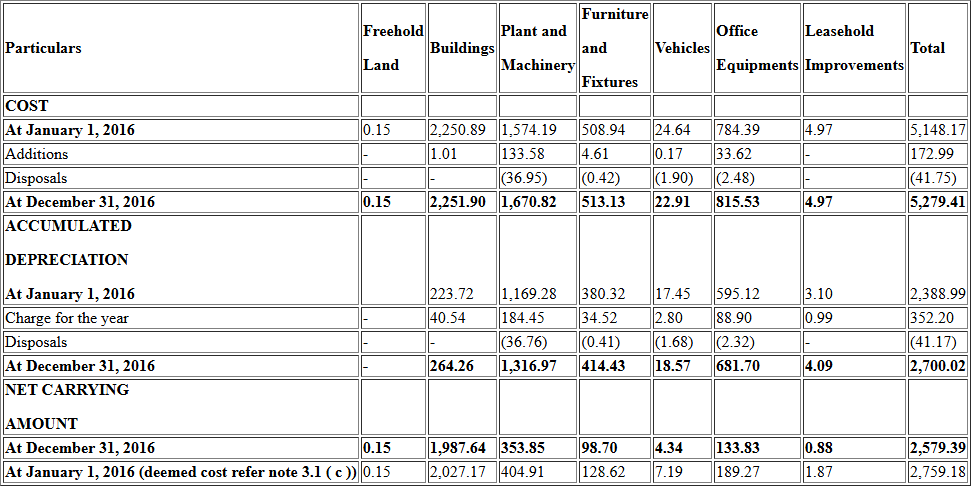 Particulars Freehold Land Buildings Plant and Machinery Furniture and Fixtures Vehicles Office Equipments Leasehold Improvements Total
COST
At January 1, 2016 0.15 2,250.89 1,574.19 508.94 24.64 784.39 4.97 5,148.17
Additions - 1.01 133.58 4.61 0.17 33.62 - 172.99
Disposals - - (36.95) (0.42) (1.90) (2.48) - (41.75)
At December 31, 2016 0.15 2,251.90 1,670.82 513.13 22.91 815.53 4.97 5,279.41
ACCUMULATED
DEPRECIATION
At January 1, 2016 223.72 1,169.28 380.32 17.45 595.12 3.10 2,388.99
Charge for the year - 40.54 184.45 34.52 2.80 88.90 0.99 352.20
Disposals - - (36.76) (0.41) (1.68) (2.32) - (41.17)
At December 31, 2016 - 264.26 1,316.97 414.43 18.57 681.70 4.09 2,700.02
NET CARRYING
AMOUNT
At December 31, 2016 0.15 1,987.64 353.85 98.70 4.34 133.83 0.88 2,579.39
At January 1, 2016 (deemed cost refer note 3.1 ( c )) 0.15 2,027.17 404.91 128.62 7.19 189.27 1.87 2,759.18